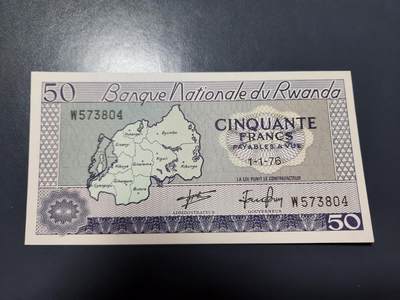 50 Banque Nationale du Rwanda
W573804
CINQUANTE
FRANCS
PAYABLES A VUE
1-1-76
LA LOI PUNIT LE CONTREFACTEUR
ADMINISTRATEUR GOUVERNEUR
W573804
50